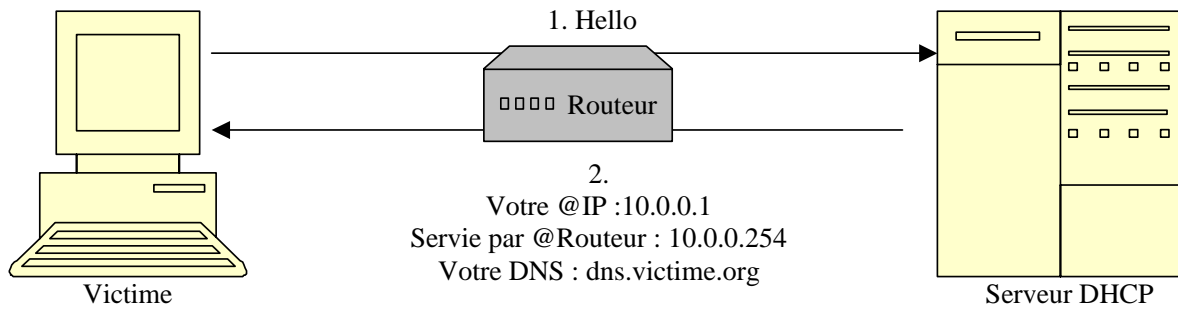 1. Hello
Routeur
2.
Votre @IP :10.0.0.1
Servie par @Routeur : 10.0.0.254
Votre DNS : dns.victime.org
Victime
Serveur DHCP